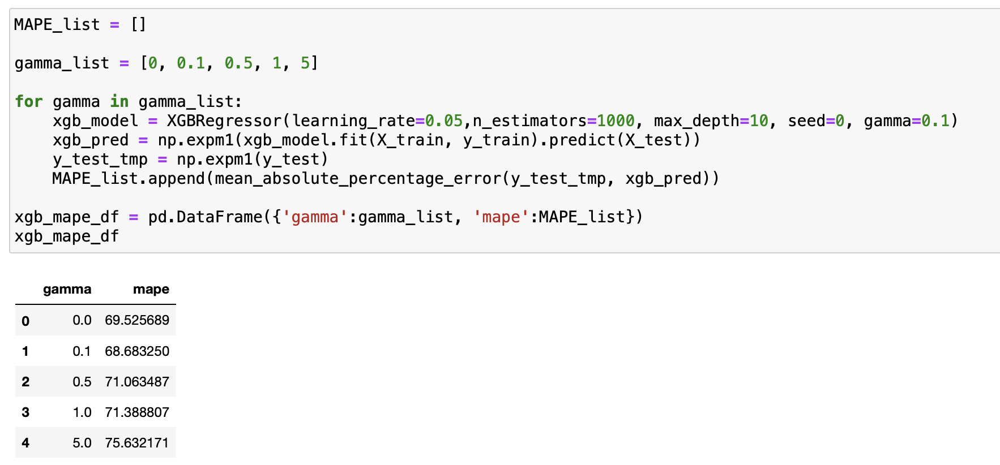 MAPE_list = []
gamma_list = [0, 0.1, 0.5, 1, 5]
for gamma in gamma_list:
    xgb_model = XGBRegressor(learning_rate=0.05,n_estimators=1000, max_depth=10, seed=0, gamma=0.1)
    xgb_pred = np.expm1(xgb_model.fit(X_train, y_train).predict(X_test))
    y_test_tmp = np.expm1(y_test)
    MAPE_list.append(mean_absolute_percentage_error(y_test_tmp, xgb_pred))
xgb_mape_df = pd.DataFrame({'gamma':gamma_list, 'mape':MAPE_list})
xgb_mape_df
gamma mape
0 0.0 69.525689
1 0.1 68.683250
2 0.5 71.063487
3 1.0 71.388807
4 5.0 75.632171